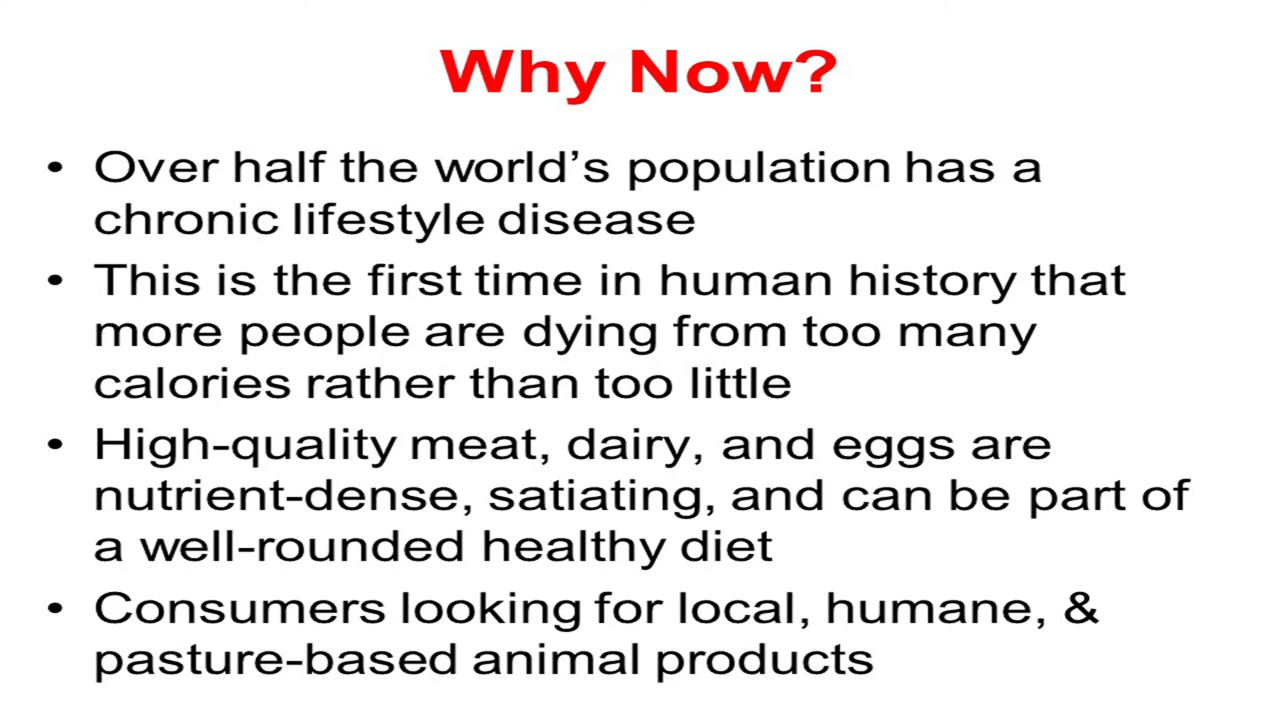 Why Now?
• Over half the world’s population has a
chronic lifestyle disease
• This is the first time in human history that
more people are dying from too many
calories rather than too little
• High-quality meat, dairy, and eggs are
nutrient-dense, satiating, and can be part of
a well-rounded healthy diet
• Consumers looking for local, humane, &
pasture-based animal products